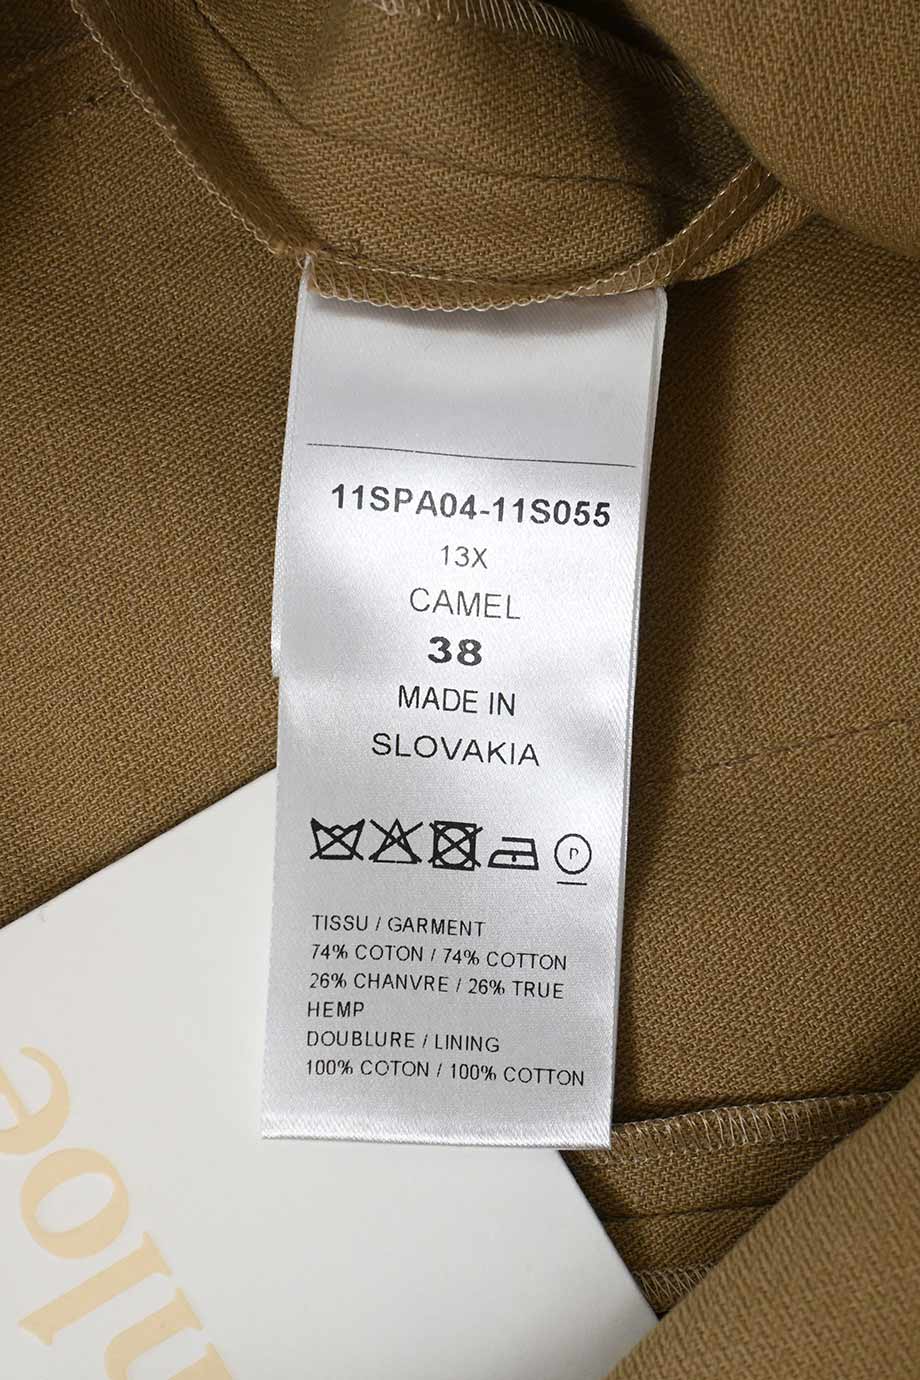 11SPA04-11S055
13X
CAMEL
38
MADE IN
SLOVAKIA
P
TISSU / GARMENT
74% COTON / 74% COTTON
26% CHANVRE / 26% TRUE
HEMP
DOUBLURE / LINING
100% COTON / 100% COTTON